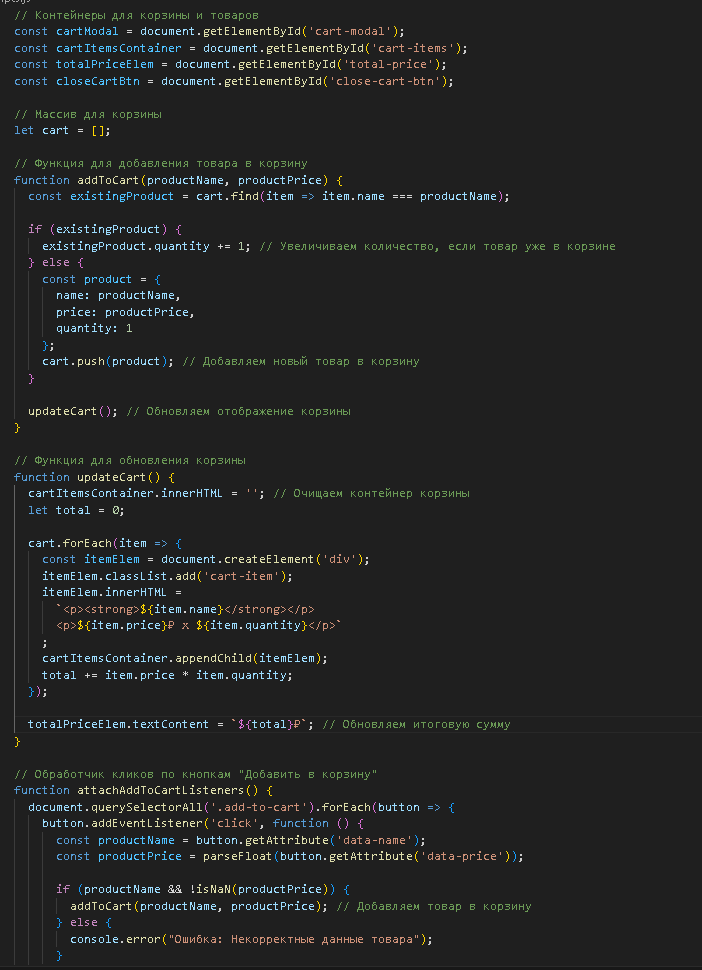 // Контейнеры для корзины и товаров
const cartModal = document.getElementById('cart-modal');
const cartItemsContainer = document.getElementById('cart-items');
const totalPriceElem = document.getElementById('total-price');
const closeCartBtn = document.getElementById('close-cart-btn');

// Массив для корзины
let cart = [];

// Функция для добавления товара в корзину
function addToCart(productName, productPrice) {
  const existingProduct = cart.find(item => item.name === productName);

  if (existingProduct) {
    existingProduct.quantity += 1; // Увеличиваем количество, если товар уже в корзине
  } else {
    const product = {
      name: productName,
      price: productPrice,
      quantity: 1
    };
    cart.push(product); // Добавляем новый товар в корзину
  }

  updateCart(); // Обновляем отображение корзины
}

// Функция для обновления корзины
function updateCart() {
  cartItemsContainer.innerHTML = ''; // Очищаем контейнер корзины
  let total = 0;

  cart.forEach(item => {
    const itemElem = document.createElement('div');
    itemElem.classList.add('cart-item');
    itemElem.innerHTML =
      `<p><strong>${item.name}</strong></p>
      <p>${item.price}₽ x ${item.quantity}</p>`
    ;
    cartItemsContainer.appendChild(itemElem);
    total += item.price * item.quantity;
  });

  totalPriceElem.textContent = `${total}₽`; // Обновляем итоговую сумму
}

// Обработчик кликов по кнопкам "Добавить в корзину"
function attachAddToCartListeners() {
  document.querySelectorAll('.add-to-cart').forEach(button => {
    button.addEventListener('click', function () {
      const productName = button.getAttribute('data-name');
      const productPrice = parseFloat(button.getAttribute('data-price'));

      if (productName && !isNaN(productPrice)) {
        addToCart(productName, productPrice); // Добавляем товар в корзину
      } else {
        console.error("Ошибка: Некорректные данные товара");
      }